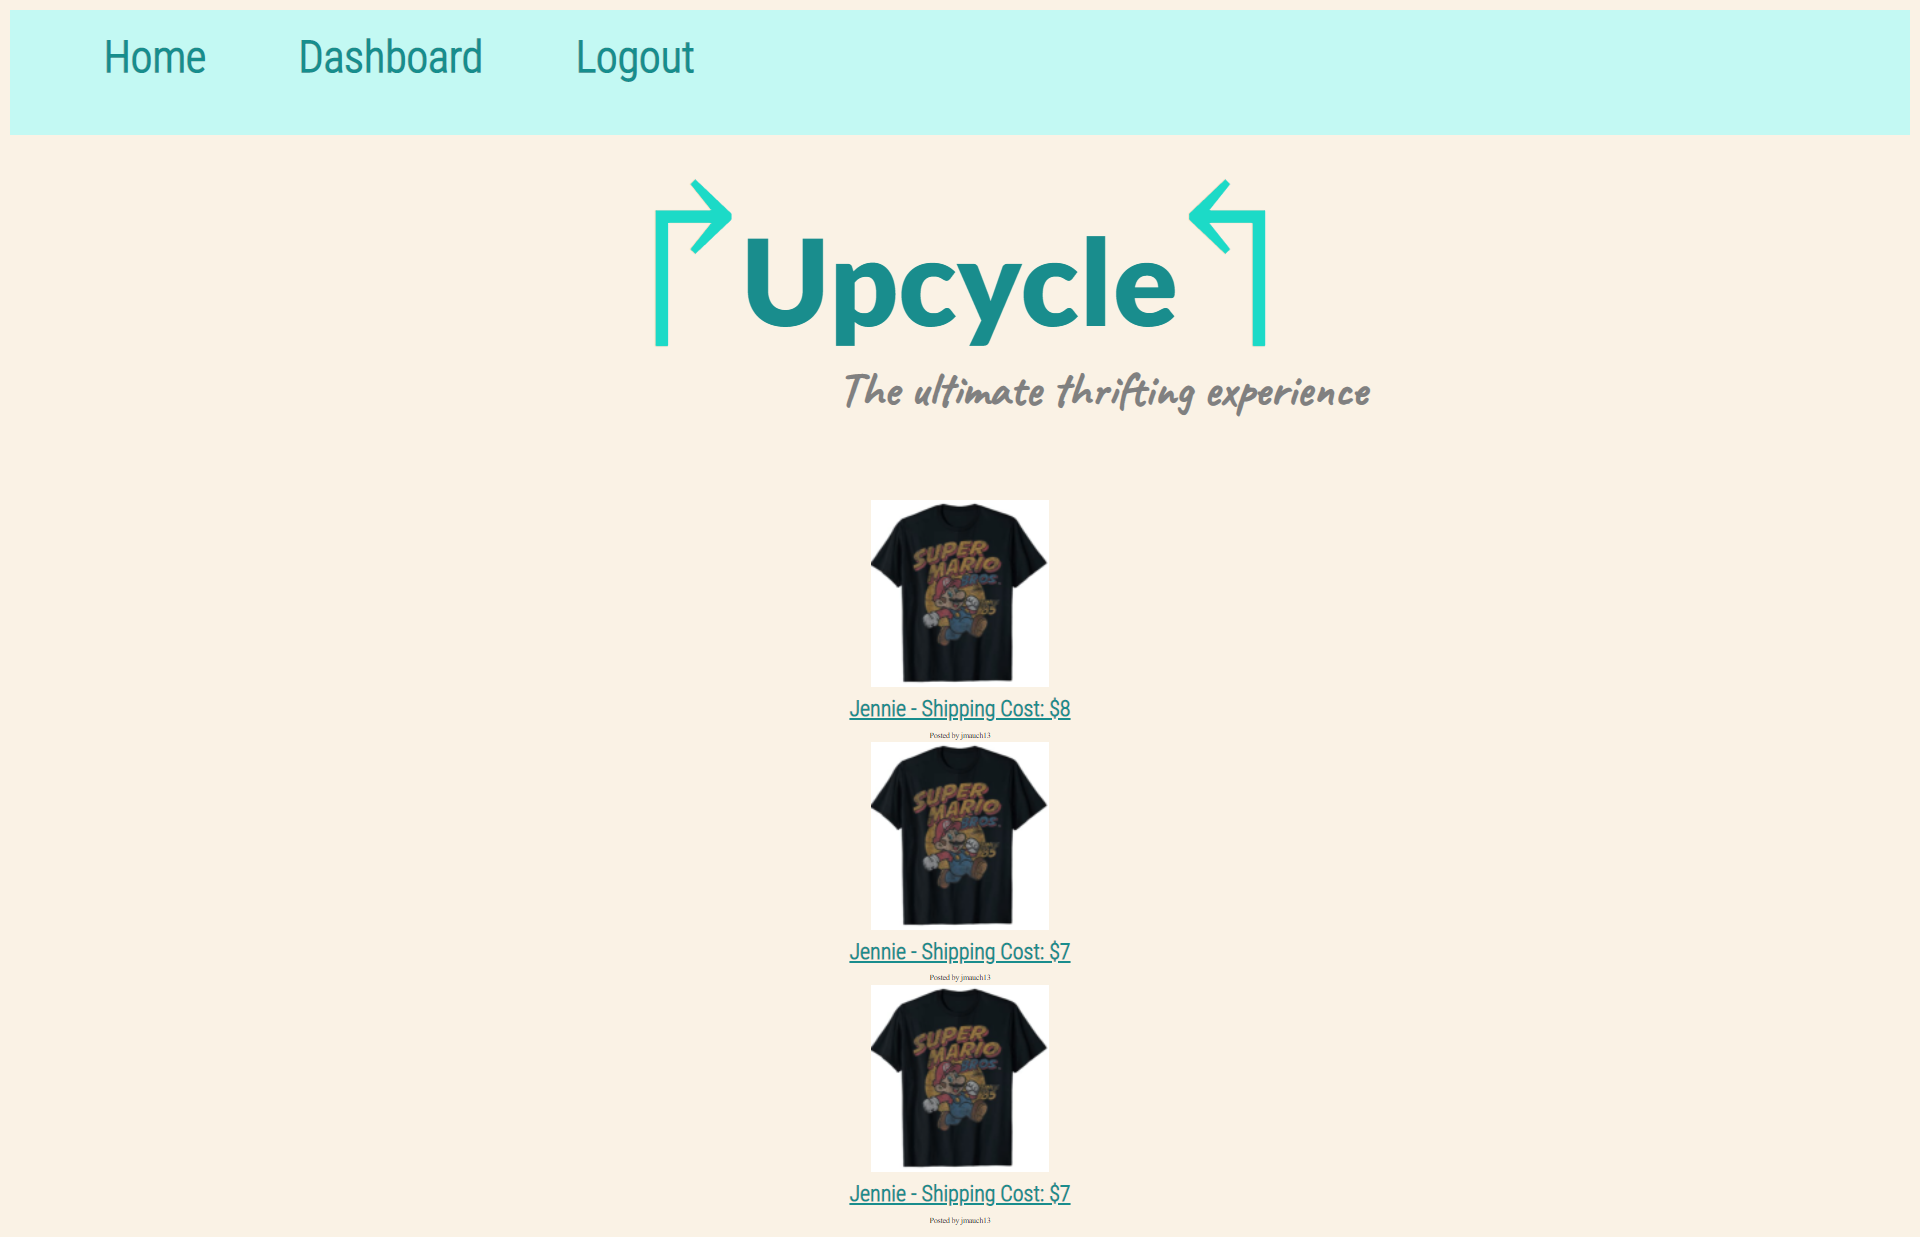 Home Dashboard Logout
Upcycle
The ultimate thrifting experience
SUPER
MARIO
BROS.
Jennie - Shipping Cost: $8
Posted by jmauch13
SUPER
MARIO
BROS.
Jennie - Shipping Cost: $7
Posted by jmauch13
SUPER
MARIO
BROS.
Jennie - Shipping Cost: $7
Posted by jmauch13